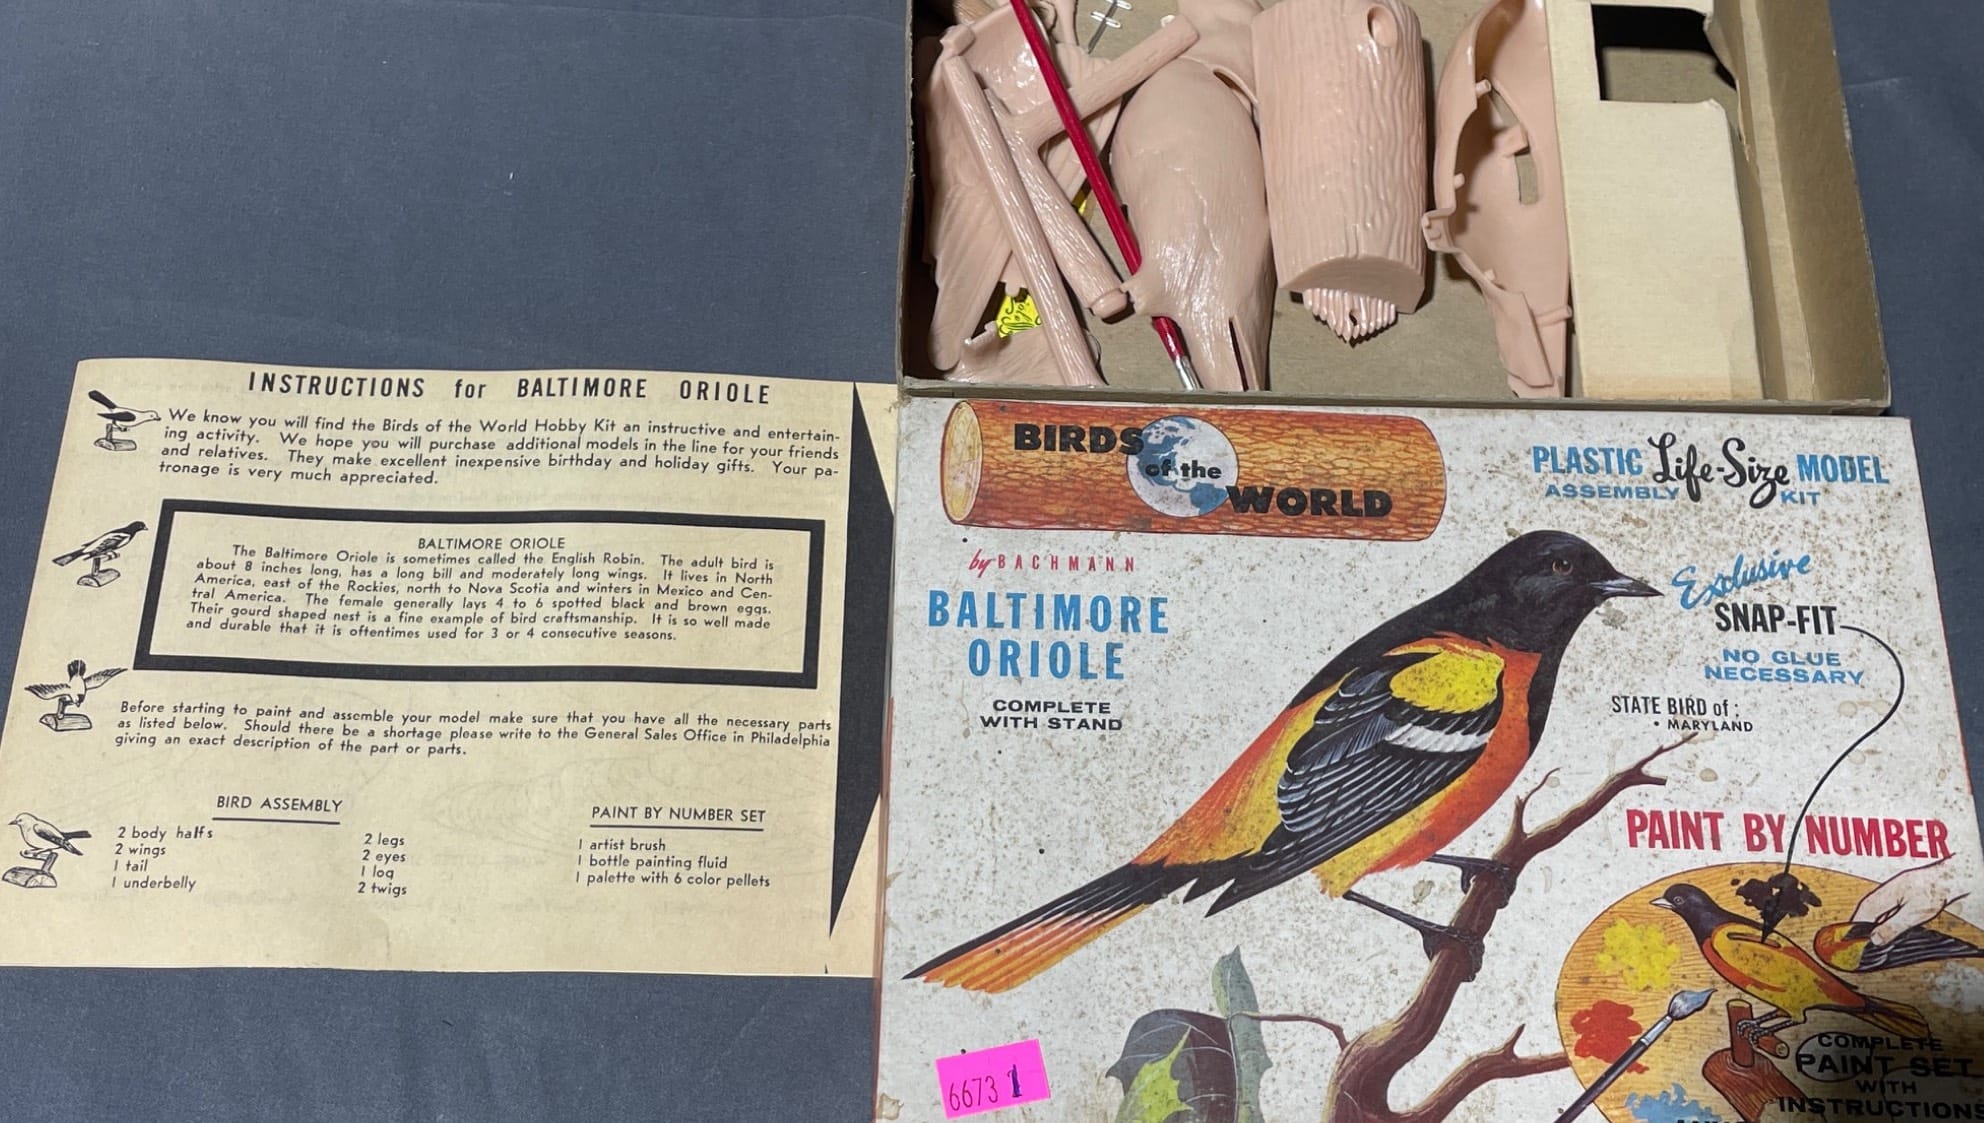 INSTRUCTIONS for BALTIMORE ORIOLE
We know you will find the Birds of the World Hobby Kit an instructive and entertain-
ing activity. We hope you will purchase additional models in the line for your friends
and relatives. They make excellent inexpensive birthday and holiday gifts. Your pa-
tronage is very much appreciated.
BALTIMORE ORIOLE
The Baltimore Oriole is sometimes called the English Robin. The adult bird is
about 8 inches long, has a long bill and moderately long wings. It lives in North
America, east of the Rockies, north to Nova Scotia and winters in Mexico and Cen-
tral America. The female generally lays 4 to 6 spotted black and brown eggs.
Their gourd shaped nest is a fine example of bird craftsmanship. It is so well made
and durable that it is oftentimes used for 3 or 4 consecutive seasons.
Before starting to paint and assemble your model make sure that you have all the necessary parts
as listed below. Should there be a shortage please write to the General Sales Office in Philadelphia
giving an exact description of the part or parts.
BIRD ASSEMBLY
2 body halfs
2 wings
1 tail
1 underbelly
2 legs
2 eyes
1 log
2 twigs
PAINT BY NUMBER SET
1 artist brush
1 bottle painting fluid
1 palette with 6 color pellets
BIRDS
of the
WORLD
by BACHMANN
BALTIMORE
ORIOLE
COMPLETE
WITH STAND
PLASTIC Life-Size MODEL
ASSEMBLY KIT
Exclusive
SNAP-FIT
NO GLUE
NECESSARY
STATE BIRD of:
• MARYLAND
PAINT BY NUMBER
COMPLETE
PAINT SET
WITH
INSTRUCTIONS
6673 1